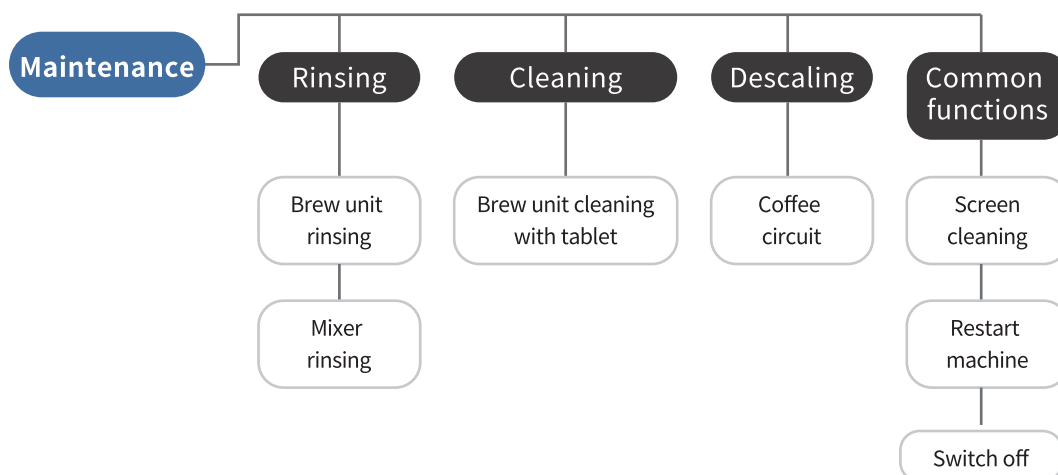 Maintenance
Rinsing
Cleaning
Descaling
Common
functions
Brew unit
rinsing
Brew unit cleaning
with tablet
Coffee
circuit
Screen
cleaning
Mixer
rinsing
Restart
machine
Switch off